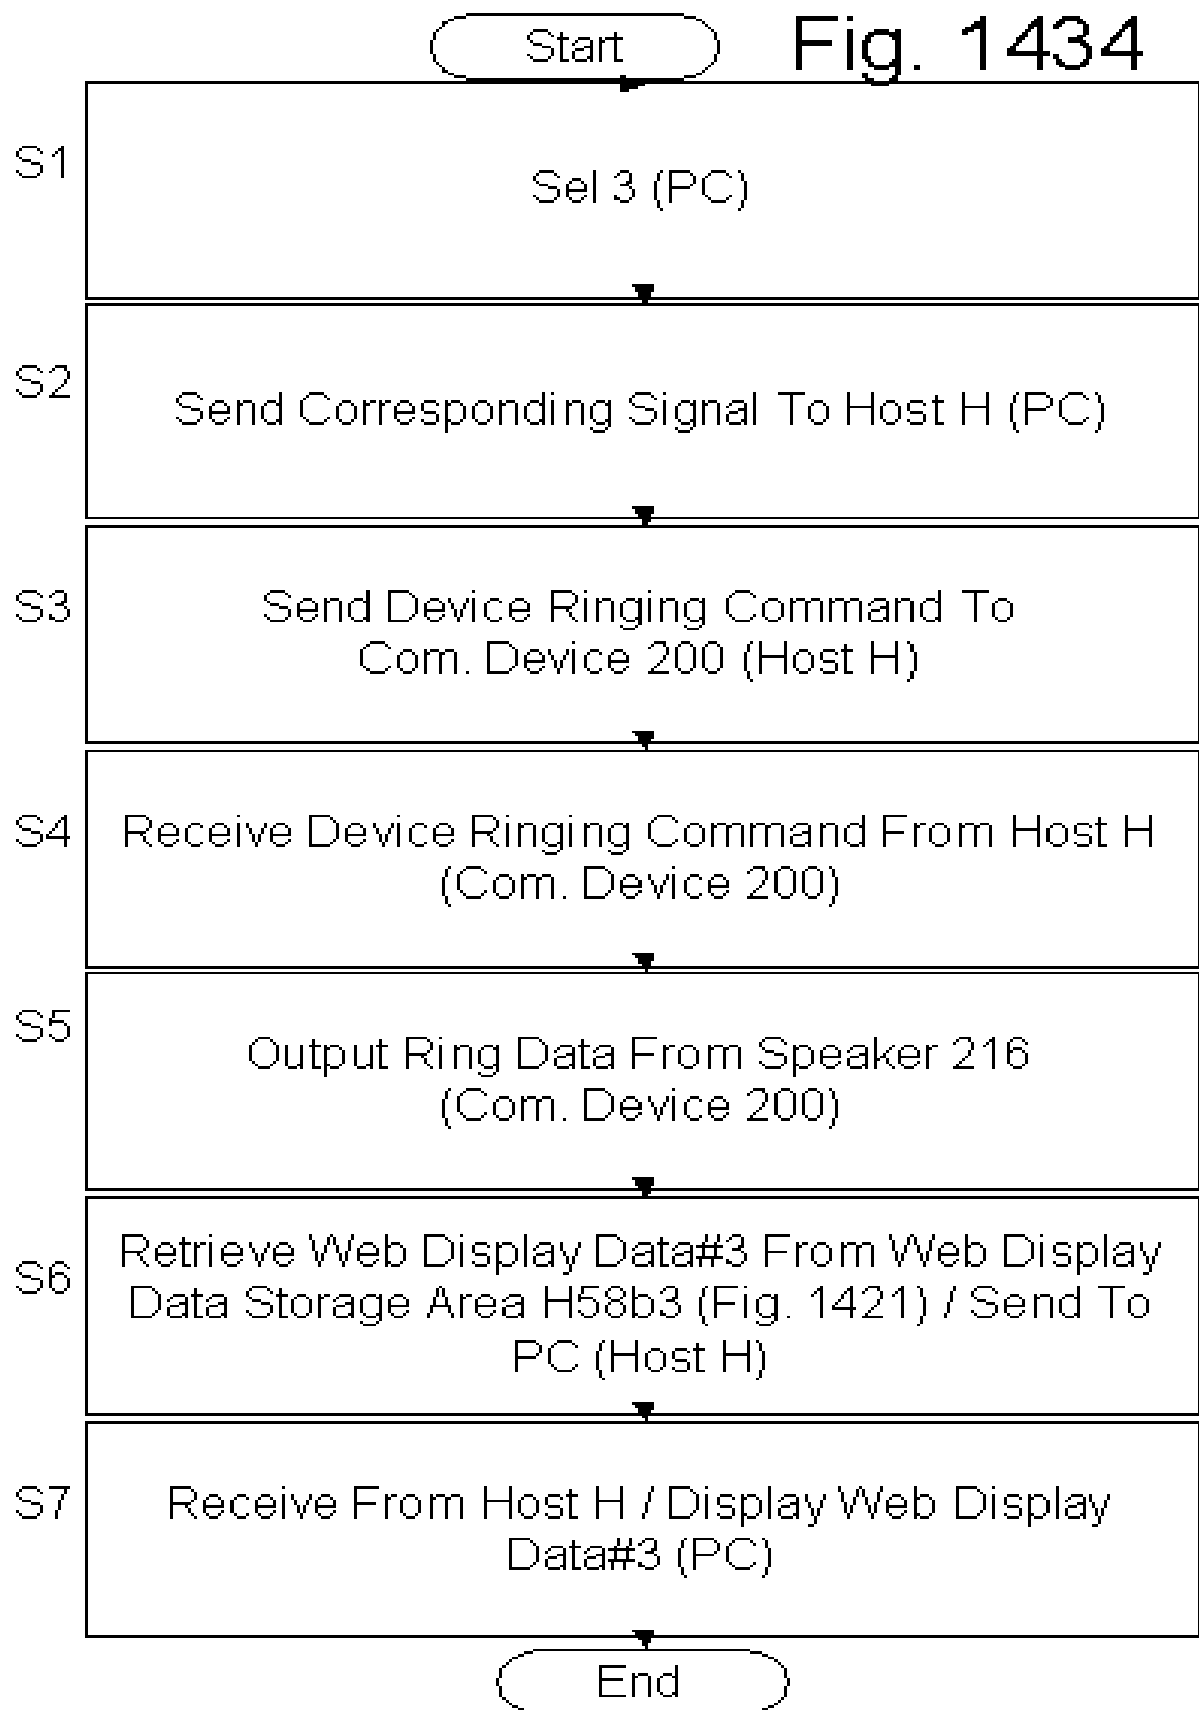 Start
Fig. 1434
S1
Sel 3 (PC)
S2
Send Corresponding Signal To Host H (PC)
S3
Send Device Ringing Command To
Com. Device 200 (Host H)
S4
Receive Device Ringing Command From Host H
(Com. Device 200)
S5
Output Ring Data From Speaker 216
(Com. Device 200)
S6
Retrieve Web Display Data#3 From Web Display
Data Storage Area H58b3 (Fig. 1421) / Send To
PC (Host H)
S7
Receive From Host H / Display Web Display
Data#3 (PC)
End